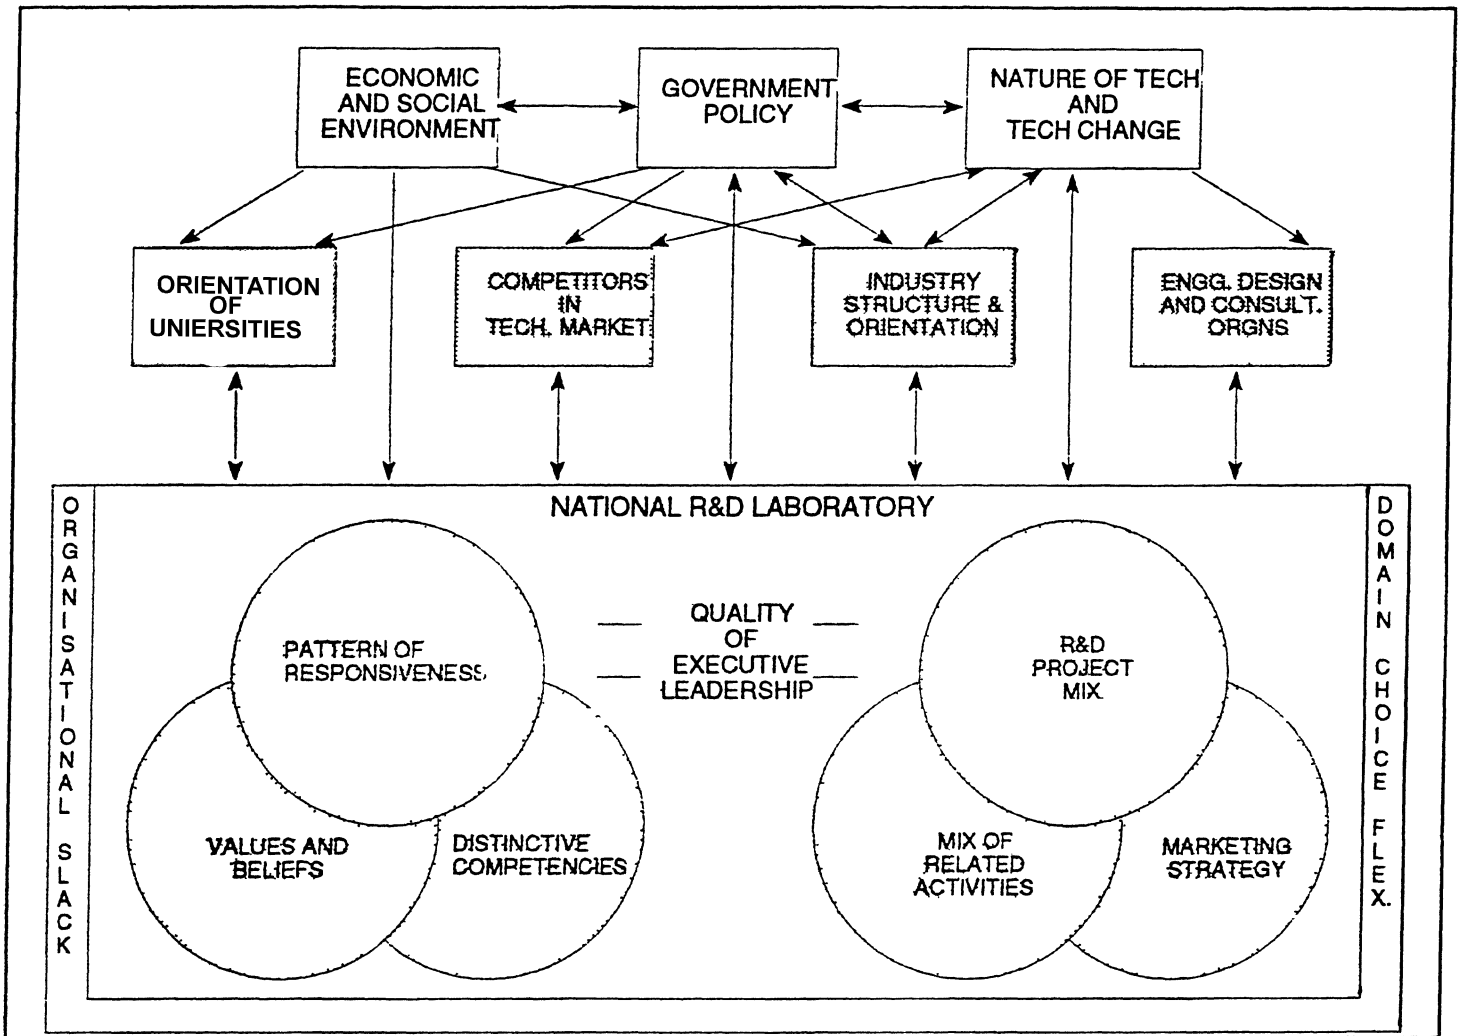 ECONOMIC
AND SOCIAL
ENVIRONMENT
GOVERNMENT
POLICY
NATURE OF TECH
AND
TECH CHANGE
ORIENTATION
OF
UNIERSITIES
COMPETITORS
IN
TECH. MARKET
INDUSTRY
STRUCTURE &
ORIENTATION
ENGG. DESIGN
AND CONSULT.
ORGNS
NATIONAL R&D LABORATORY
ORGANISATIONAL SLACK
PATTERN OF
RESPONSIVENESS
VALUES AND
BELIEFS
DISTINCTIVE
COMPETENCIES
QUALITY
OF
EXECUTIVE
LEADERSHIP
R&D
PROJECT
MIX
MIX OF
RELATED
ACTIVITIES
MARKETING
STRATEGY
DOMAIN CHOICE FLEX.